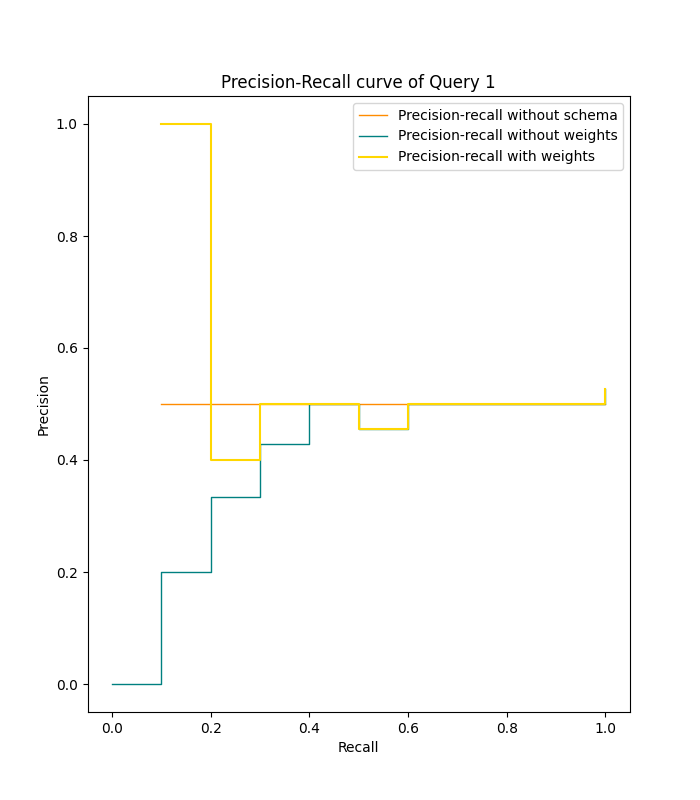 Precision-Recall curve of Query 1
Precision-recall without schema
Precision-recall without weights
Precision-recall with weights
1.0
0.8
0.6
0.4
0.2
0.0
Precision
0.0 0.2 0.4 0.6 0.8 1.0
Recall